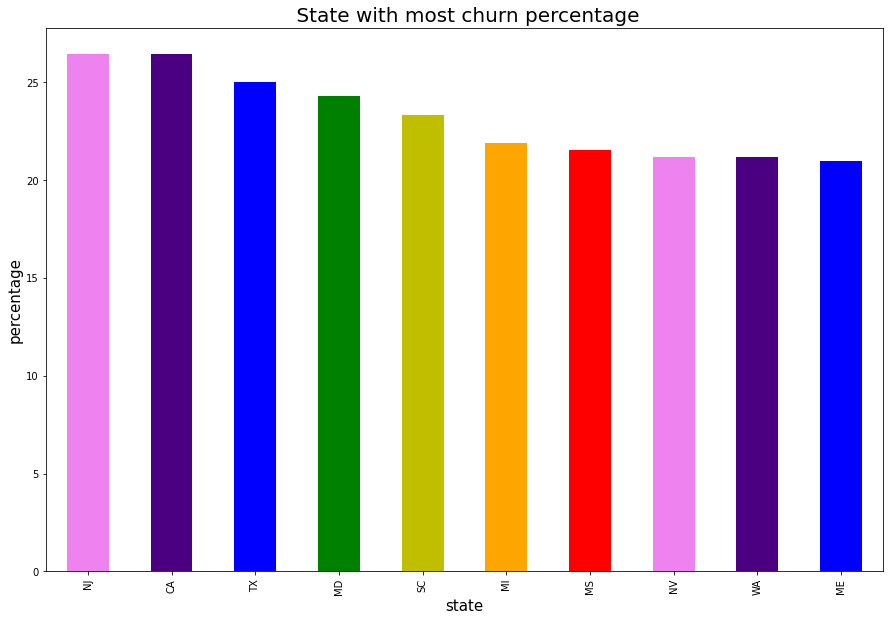 State with most churn percentage
percentage
25
20
15
10
5
0
NJ
CA
TX
MD
SC
MI
MS
NV
WA
ME
state